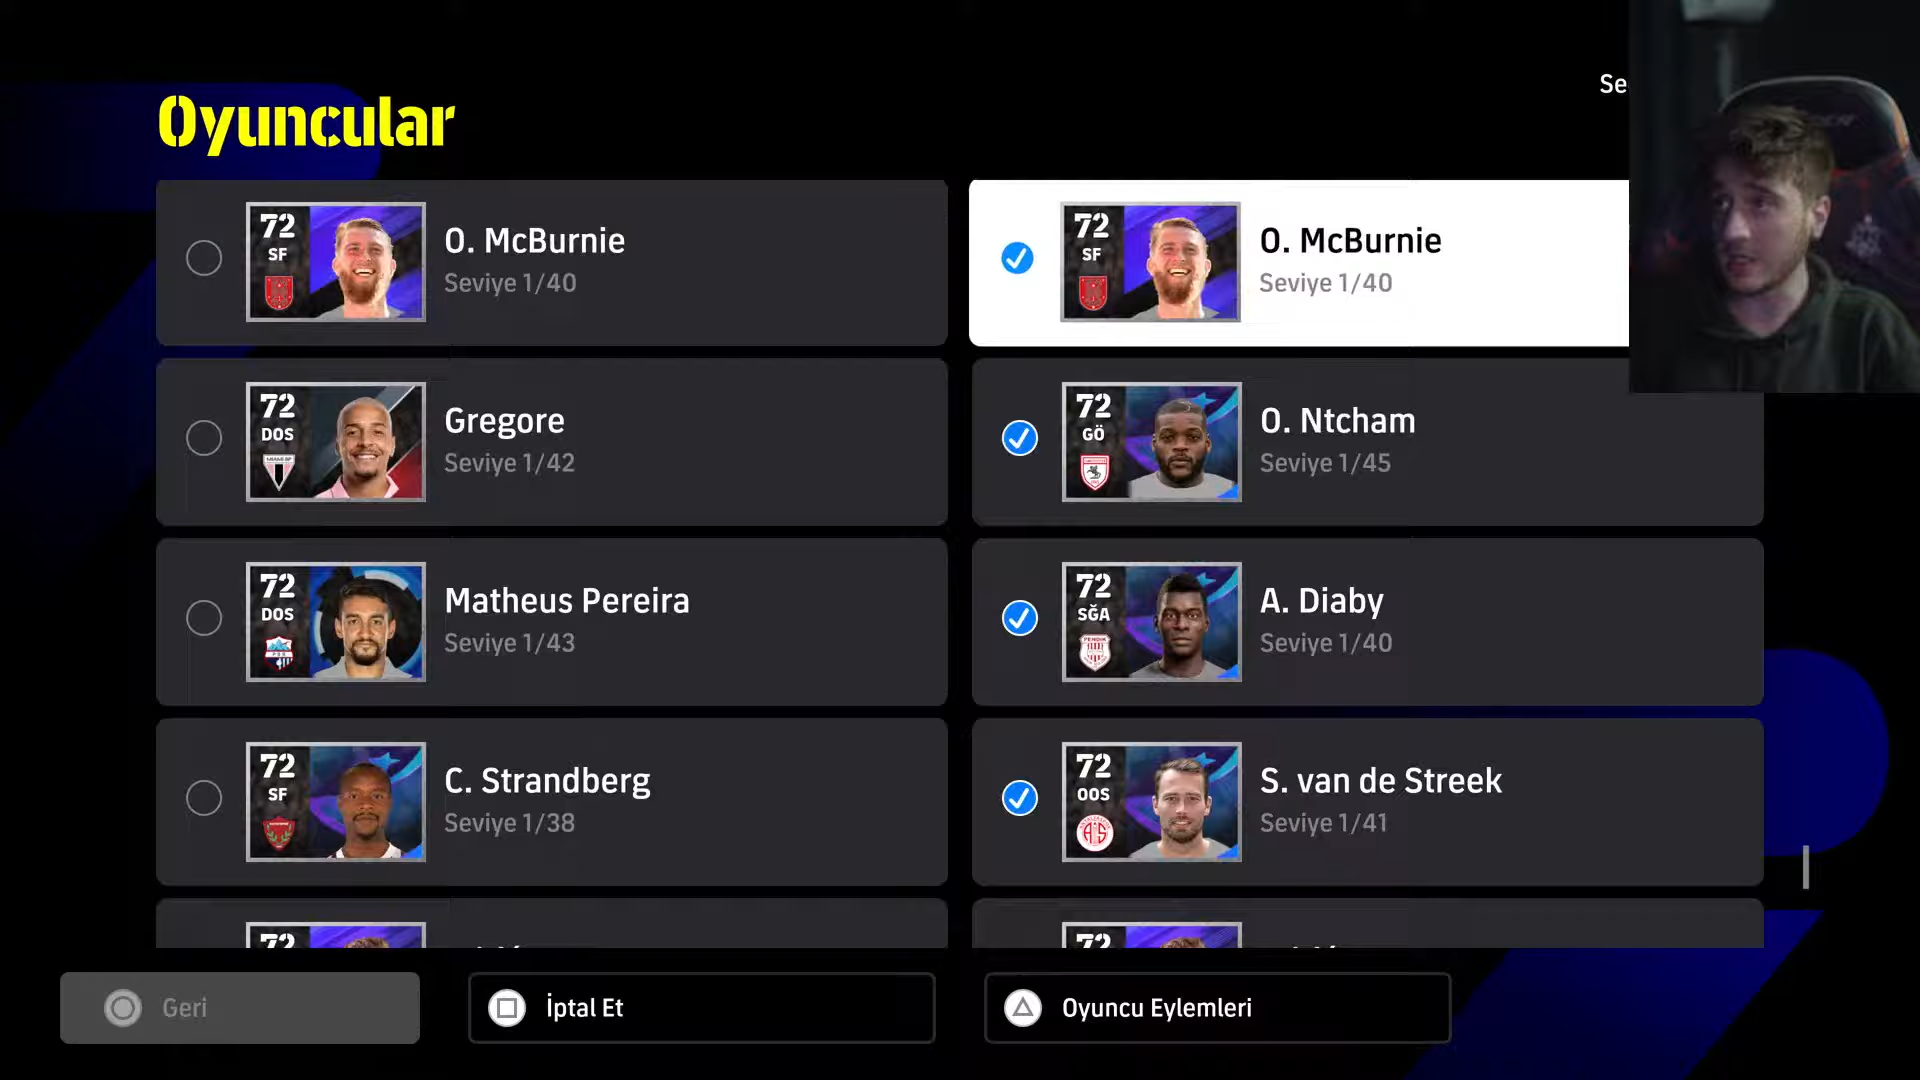 Se
Oyuncular
72
SF
O. McBurnie
Seviye 1/40
72
SF
O. McBurnie
Seviye 1/40
72
DOS
Gregore
Seviye 1/42
72
GÖ
O. Ntcham
Seviye 1/45
72
DOS
Matheus Pereira
Seviye 1/43
72
SĞA
PENDIK
A. Diaby
Seviye 1/40
72
SF
C. Strandberg
Seviye 1/38
72
OOS
S. van de Streek
Seviye 1/41
72
72
Geri
İptal Et
Oyuncu Eylemleri